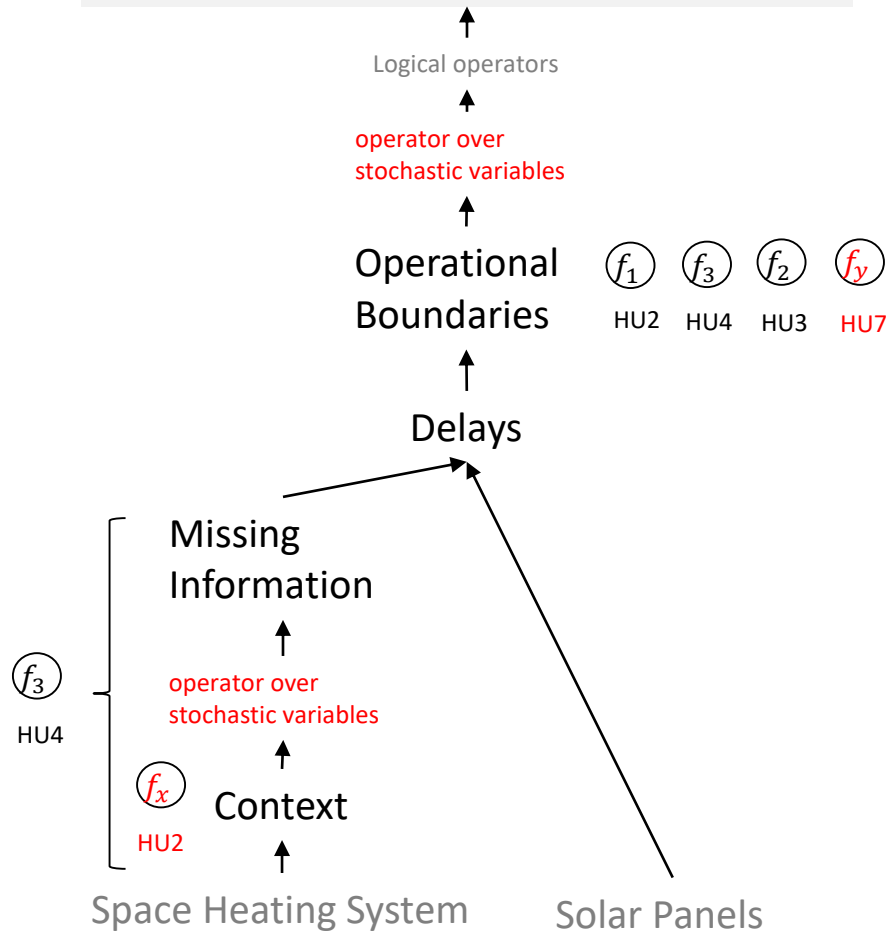 Logical operators
operator over
stochastic variables
Operational
Boundaries
f1 f3 f2 fy
HU2 HU4 HU3 HU7
Delays
Missing
Information
f3
HU4
operator over
stochastic variables
fx
HU2
Context
Space Heating System
Solar Panels